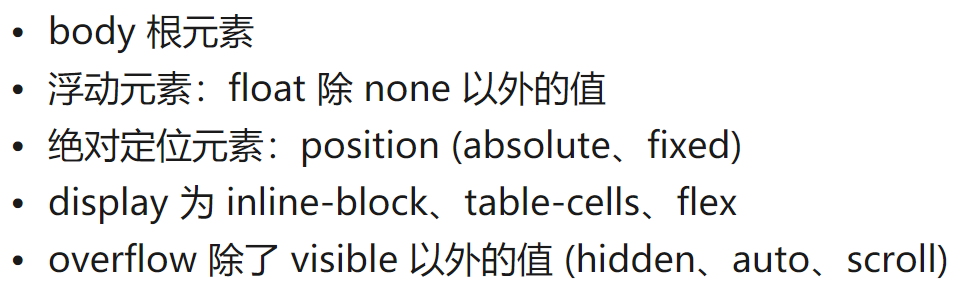 • body 根元素
• 浮动元素：float 除 none 以外的值
• 绝对定位元素：position (absolute、fixed)
• display 为 inline-block、table-cells、flex
• overflow 除了 visible 以外的值 (hidden、auto、scroll)